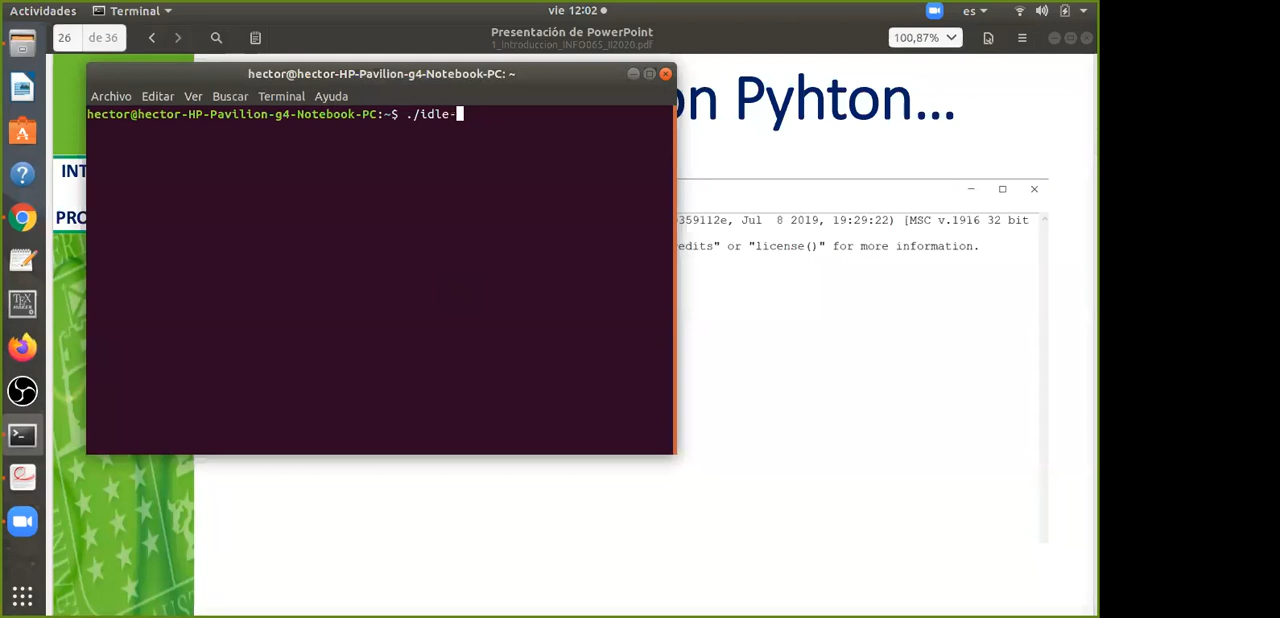 Actividades Terminal vie 12:02 es
26 de 36 Presentación de PowerPoint 100,87%
1_Introduccion_INFO065_II2020.pdf
hector@hector-HP-Pavilion-g4-Notebook-PC: ~
Archivo Editar Ver Buscar Terminal Ayuda
hector@hector-HP-Pavilion-g4-Notebook-PC:~$ ./idle-
on Pyhton...
INT
PRO
359112e, Jul 8 2019, 19:29:22) [MSC v.1916 32 bit
edits" or "license()" for more information.